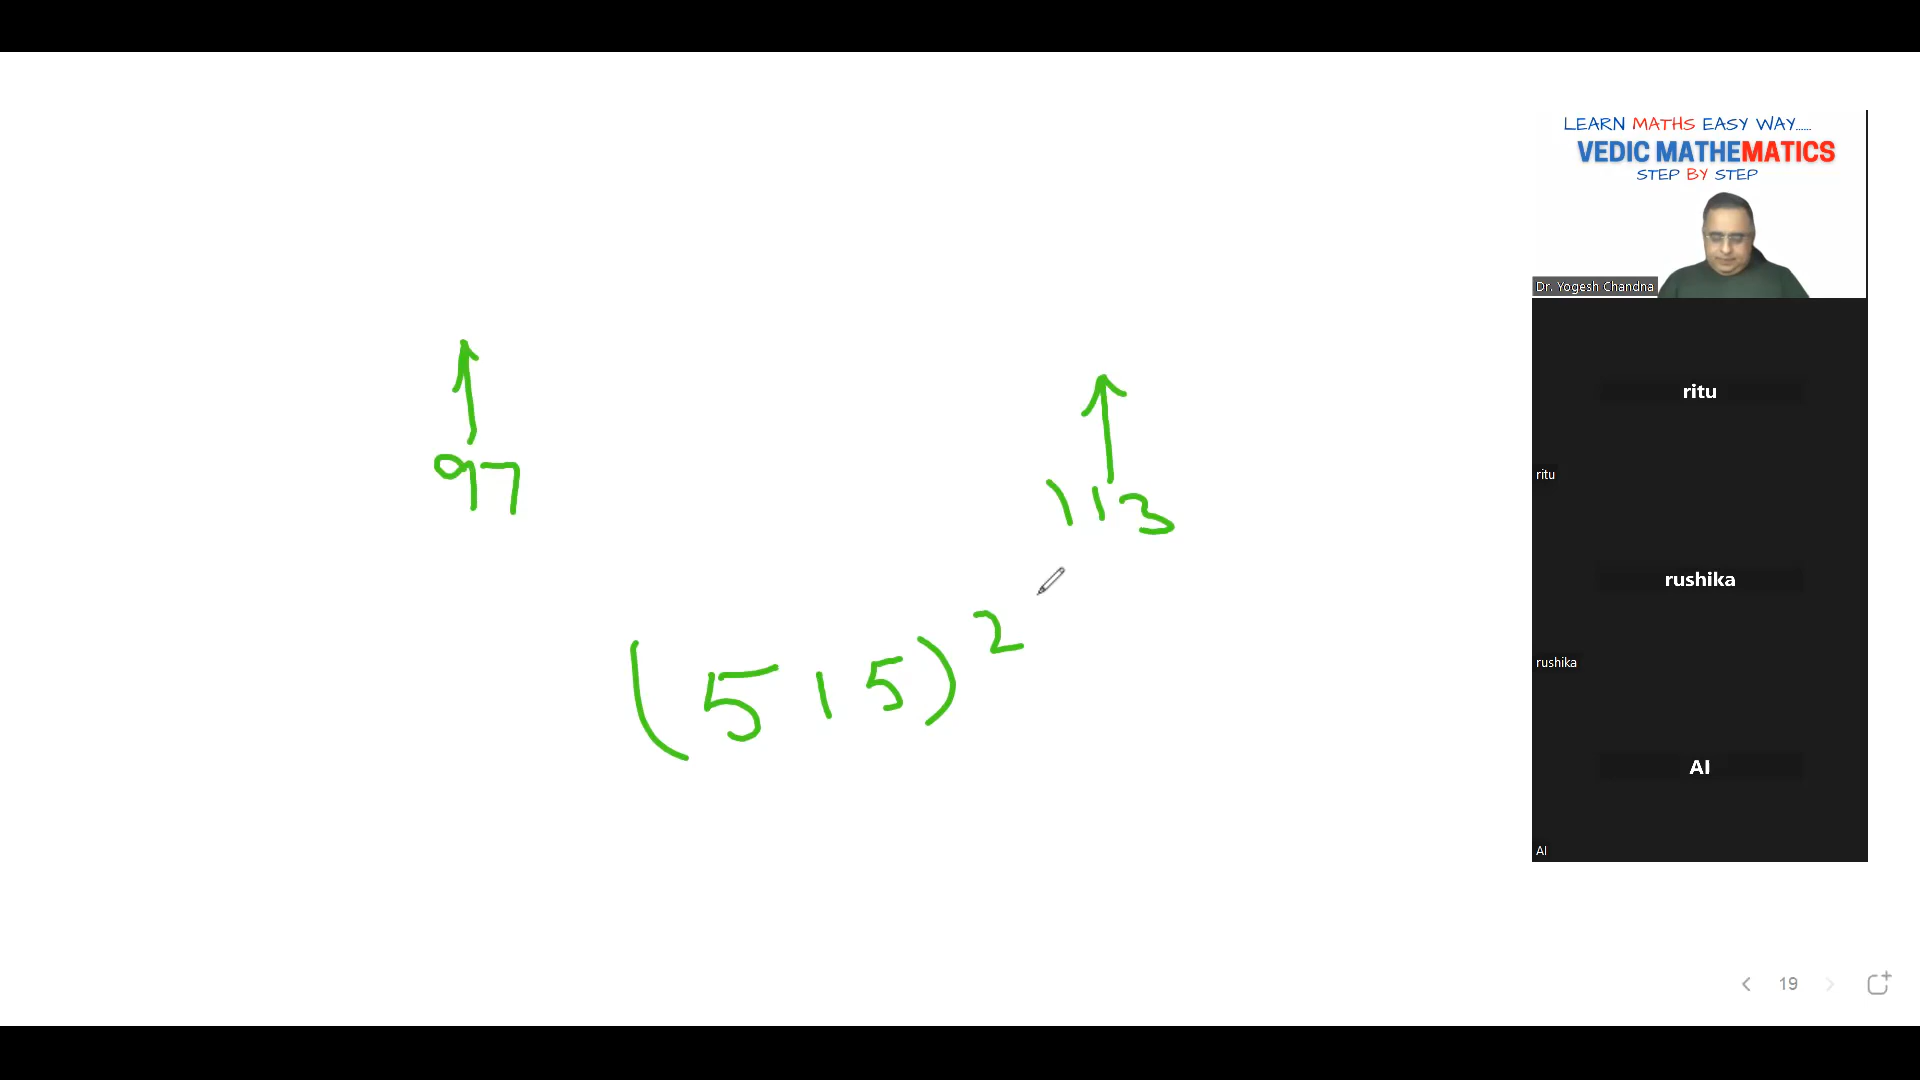 LEARN MATHS EASY WAY......
VEDIC MATHEMATICS
STEP BY STEP
Dr. Yogesh Chandna
97
113
(515)²
ritu
ritu
rushika
rushika
AI
AI
19